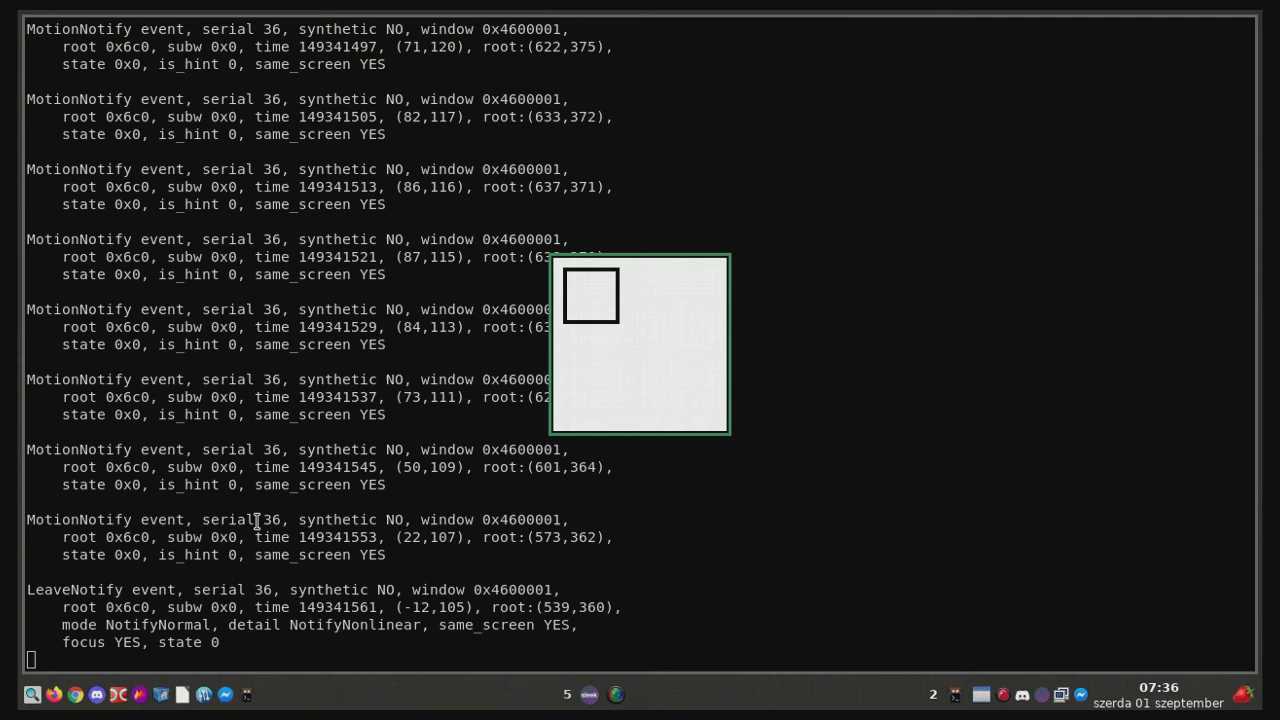 MotionNotify event, serial 36, synthetic NO, window 0x4600001,
root 0x6c0, subw 0x0, time 149341497, (71,120), root:(622,375),
state 0x0, is_hint 0, same_screen YES
MotionNotify event, serial 36, synthetic NO, window 0x4600001,
root 0x6c0, subw 0x0, time 149341505, (82,117), root:(633,372),
state 0x0, is_hint 0, same_screen YES
MotionNotify event, serial 36, synthetic NO, window 0x4600001,
root 0x6c0, subw 0x0, time 149341513, (86,116), root:(637,371),
state 0x0, is_hint 0, same_screen YES
MotionNotify event, serial 36, synthetic NO, window 0x4600001,
root 0x6c0, subw 0x0, time 149341521, (87,115),
state 0x0, is_hint 0, same_screen YES
MotionNotify event, serial 36, synthetic NO, window 0x46000
root 0x6c0, subw 0x0, time 149341529, (84,113), root:(63
state 0x0, is_hint 0, same_screen YES
MotionNotify event, serial 36, synthetic NO, window 0x46000
root 0x6c0, subw 0x0, time 149341537, (73,111), root:(62
state 0x0, is_hint 0, same_screen YES
MotionNotify event, serial 36, synthetic NO, window 0x4600001,
root 0x6c0, subw 0x0, time 149341545, (50,109), root:(601,364),
state 0x0, is_hint 0, same_screen YES
MotionNotify event, serial 36, synthetic NO, window 0x4600001,
root 0x6c0, subw 0x0, time 149341553, (22,107), root:(573,362),
state 0x0, is_hint 0, same_screen YES
LeaveNotify event, serial 36, synthetic NO, window 0x4600001,
root 0x6c0, subw 0x0, time 149341561, (-12,105), root:(539,360),
mode NotifyNormal, detail NotifyNonlinear, same_screen YES,
focus YES, state 0
5 sleek 2 07:36
szerda 01 szeptember